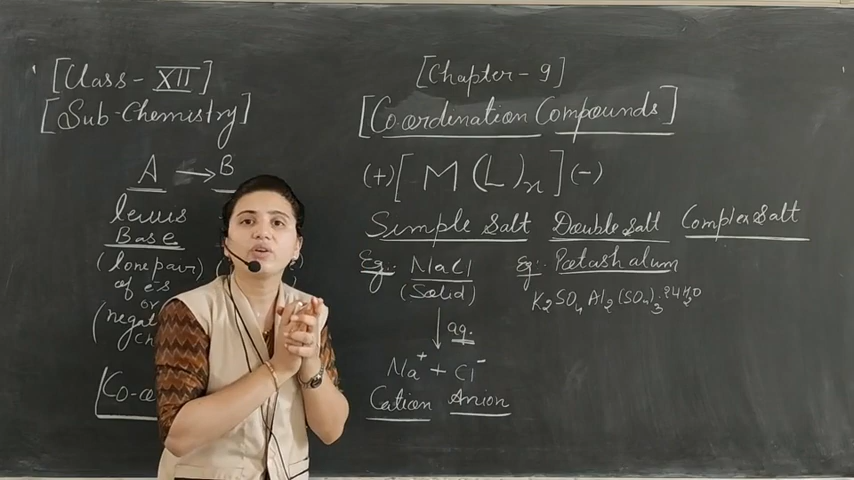 [Class - XII]
[Sub-Chemistry]
A → B
lewis
Base
(lone pair)
of e⁻s
or
(negat
Ch
Co-o
[Chapter - 9]
[Co-ordination Compounds]
(+) [M(L)n] (-)
Simple Salt Double Salt Complex Salt
Eg:- NaCl Eg:- Potash alum
(Solid) K₂SO₄ Al₂(SO₄)₃.24H₂O
aq.
Na⁺ + Cl⁻
Cation Anion